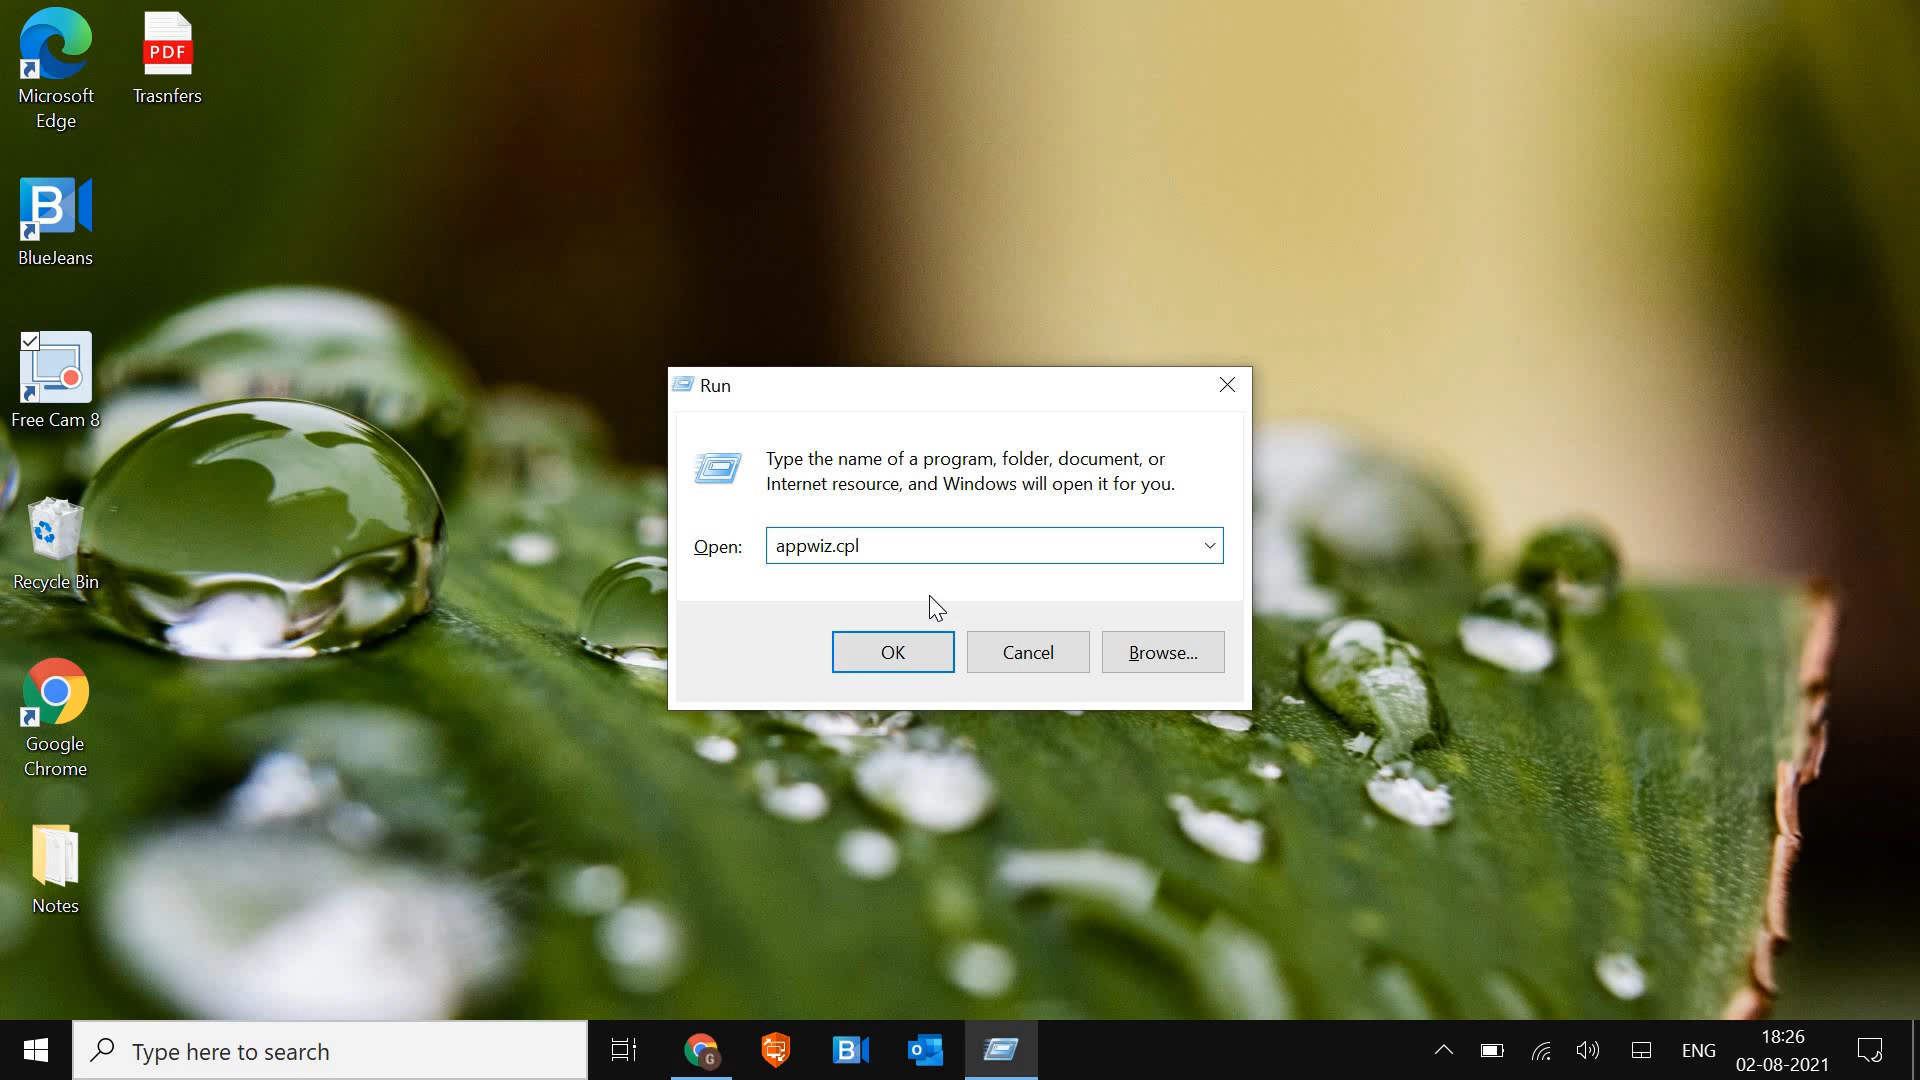 Microsoft
Edge
PDF
Trasnfers
B
BlueJeans
Free Cam 8
Recycle Bin
Google
Chrome
Notes
Run
Type the name of a program, folder, document, or
Internet resource, and Windows will open it for you.
Open:
appwiz.cpl
OK
Cancel
Browse...
Type here to search
G
B
o
ENG
18:26
02-08-2021